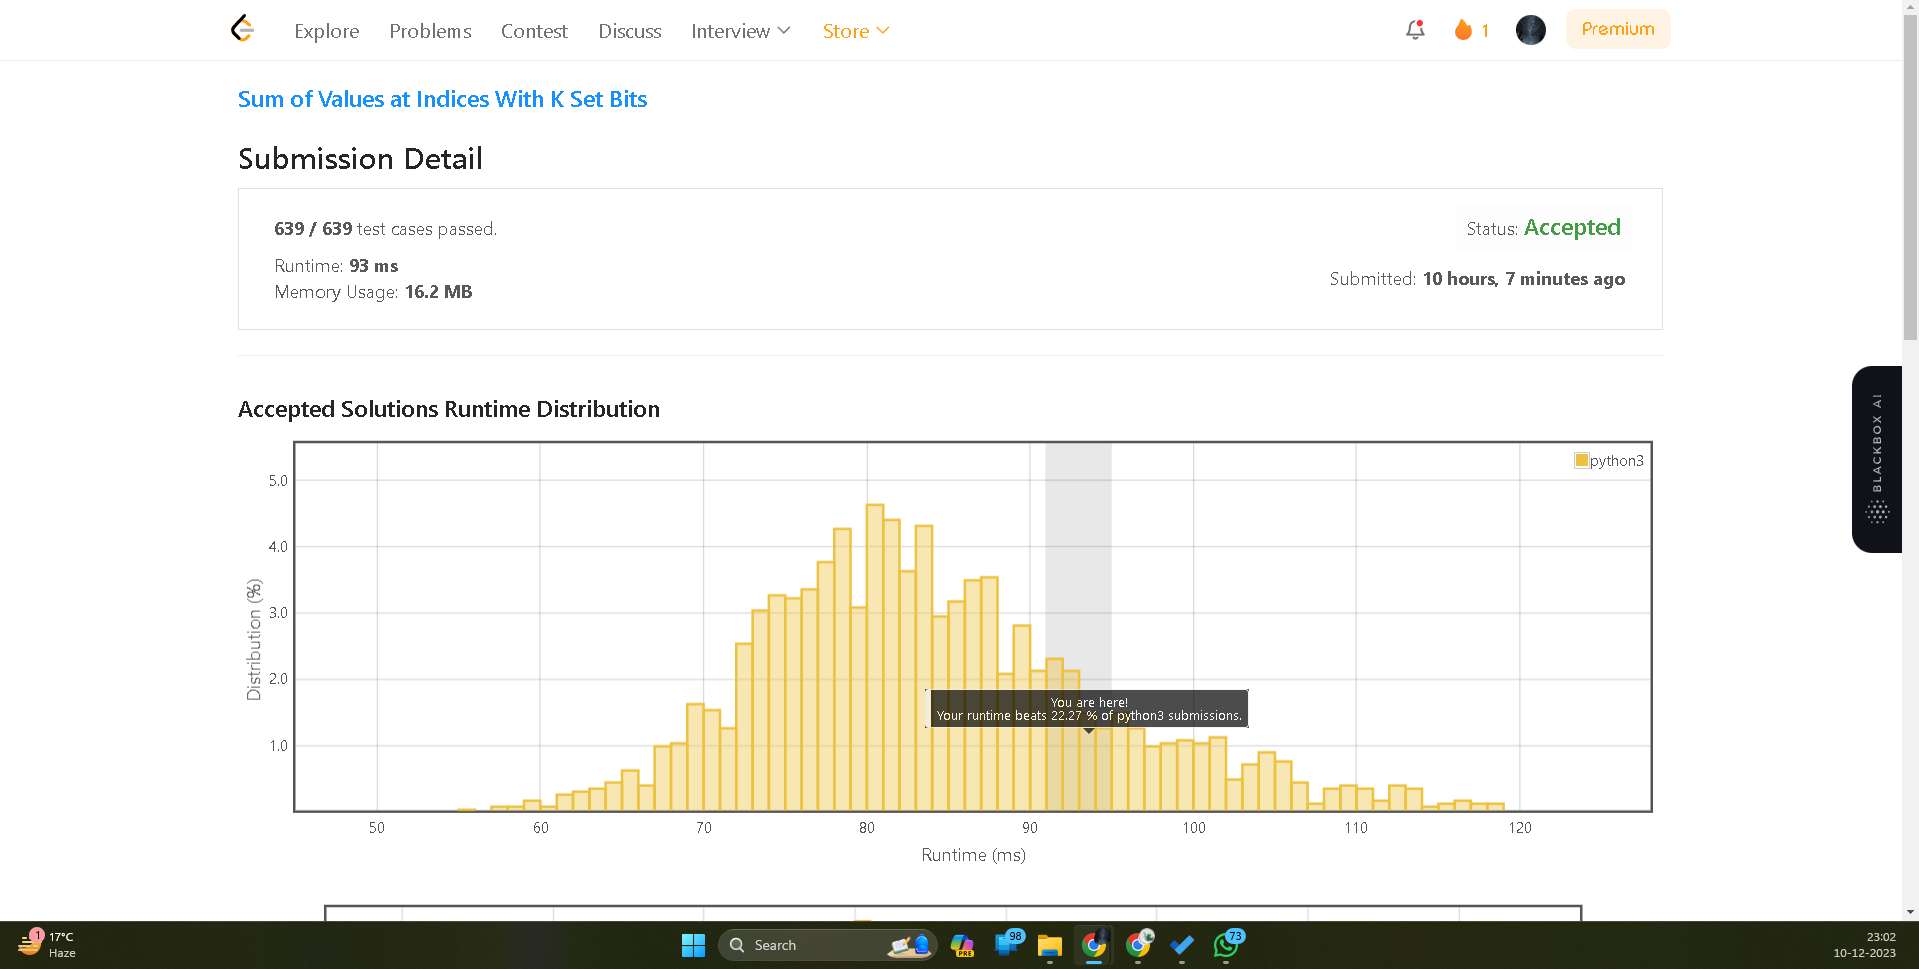 Explore Problems Contest Discuss Interview Store 1 Premium
Sum of Values at Indices With K Set Bits
Submission Detail
639 / 639 test cases passed.
Status: Accepted
Runtime: 93 ms
Submitted: 10 hours, 7 minutes ago
Memory Usage: 16.2 MB
Accepted Solutions Runtime Distribution
python3
5.0
4.0
3.0
2.0
1.0
Distribution (%)
You are here!
Your runtime beats 22.27 % of python3 submissions.
50 60 70 80 90 100 110 120
Runtime (ms)
BLACKBOX AI
1
17°C
Haze
Search
PRE
98
73
23:02
10-12-2023